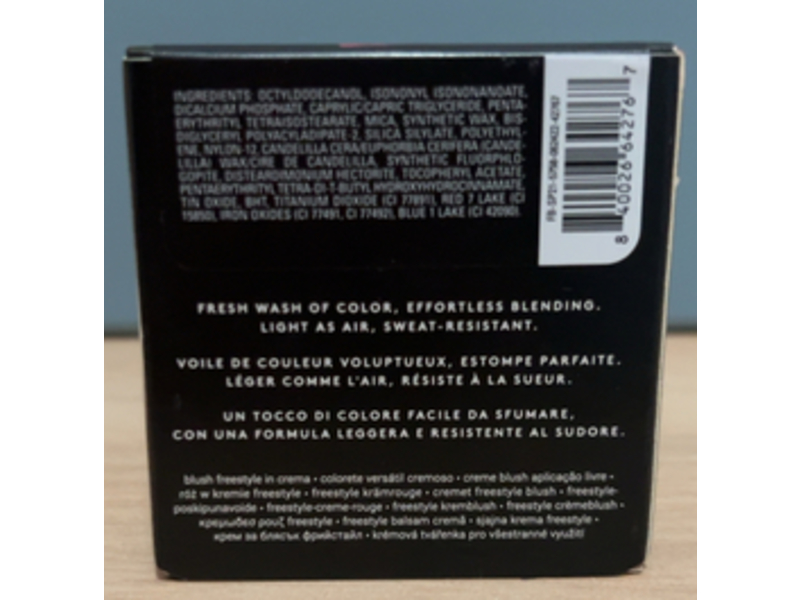 INGREDIENTS: OCTYLDODECANOL, ISONONYL ISONONANOATE,
DICALCIUM PHOSPHATE, CAPRYLIC/CAPRIC TRIGLYCERIDE, PENTA-
ERYTHRITYL TETRAISOSTEARATE, MICA, SYNTHETIC WAX, BIS-
DIGLYCERYL POLYACYLADIPATE-2, SILICA SILYLATE, POLYETHYL-
ENE, NYLON-12, CANDELILLA CERA/EUPHORBIA CERIFERA (CANDE-
LILLA) WAX/CIRE DE CANDELILLA, SYNTHETIC FLUORPHLO-
GOPITE, DISTEARDIMONIUM HECTORITE, TOCOPHERYL ACETATE,
PENTAERYTHRITYL TETRA-DI-T-BUTYL HYDROXYHYDROCINNAMATE,
TIN OXIDE, BHT, TITANIUM DIOXIDE (CI 77891), RED 7 LAKE (CI
15850), IRON OXIDES (CI 77491, CI 77492), BLUE 1 LAKE (CI 42090).
8 40026 64276 7
FRESH WASH OF COLOR, EFFORTLESS BLENDING.
LIGHT AS AIR, SWEAT-RESISTANT.
VOILE DE COULEUR VOLUPTUEUX, ESTOMPE PARFAITE.
LÉGER COMME L'AIR, RÉSISTE À LA SUEUR.
UN TOCCO DI COLORE FACILE DA SFUMARE,
CON UNA FORMULA LEGGERA E RESISTENTE AL SUDORE.
blush freestyle in crema • colorete versátil cremoso • creme blush aplicação livre •
róż w kremie freestyle • freestyle krämrouge • cremet freestyle blush • freestyle-
poskipunavoide • freestyle-creme-rouge • freestyle kremblush • freestyle crèmeblush •
κρεμώδες ρουζ freestyle • freestyle balsam cremă • sjajna krema freestyle •
крем за блясък фрийстайл • krémová tvářenka pro všestranné využití